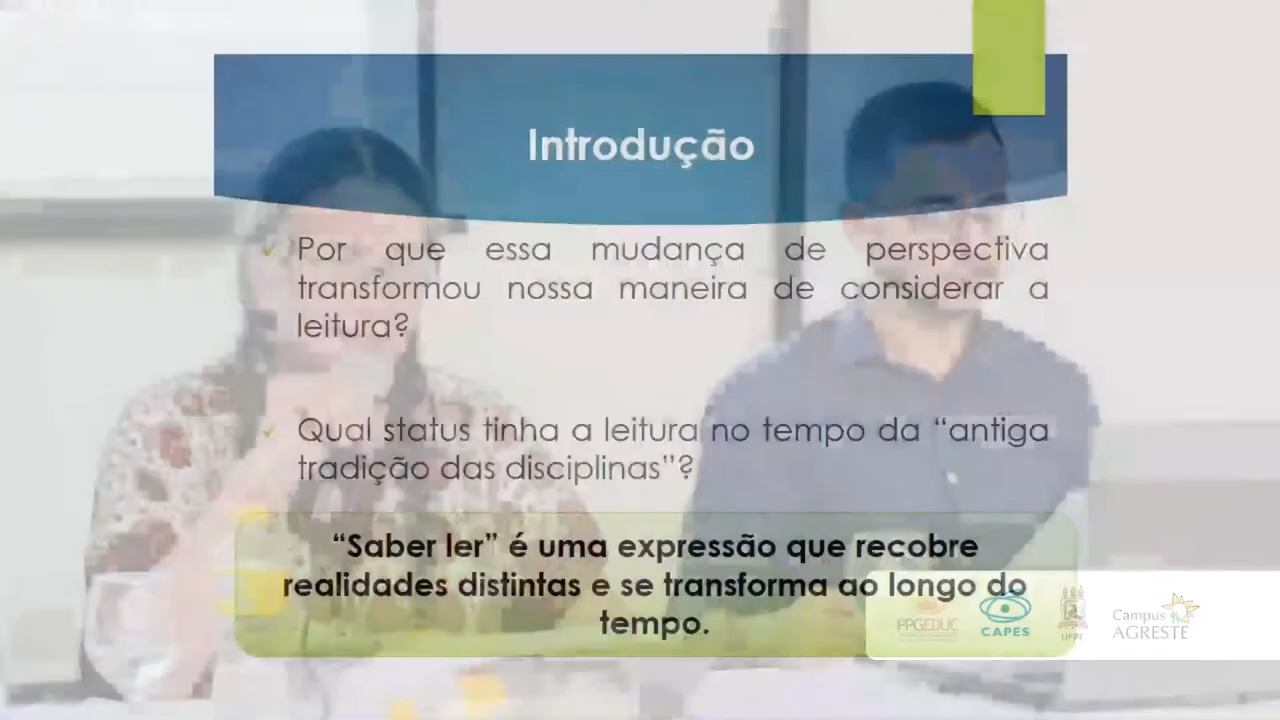 Introdução
Por que essa mudança de perspectiva
transformou nossa maneira de considerar a
leitura?
Qual status tinha a leitura no tempo da “antiga
tradição das disciplinas”?
“Saber ler” é uma expressão que recobre
realidades distintas e se transforma ao longo do
tempo.
PPGEDUC
CAPES
UFPE
Campus
AGRESTE